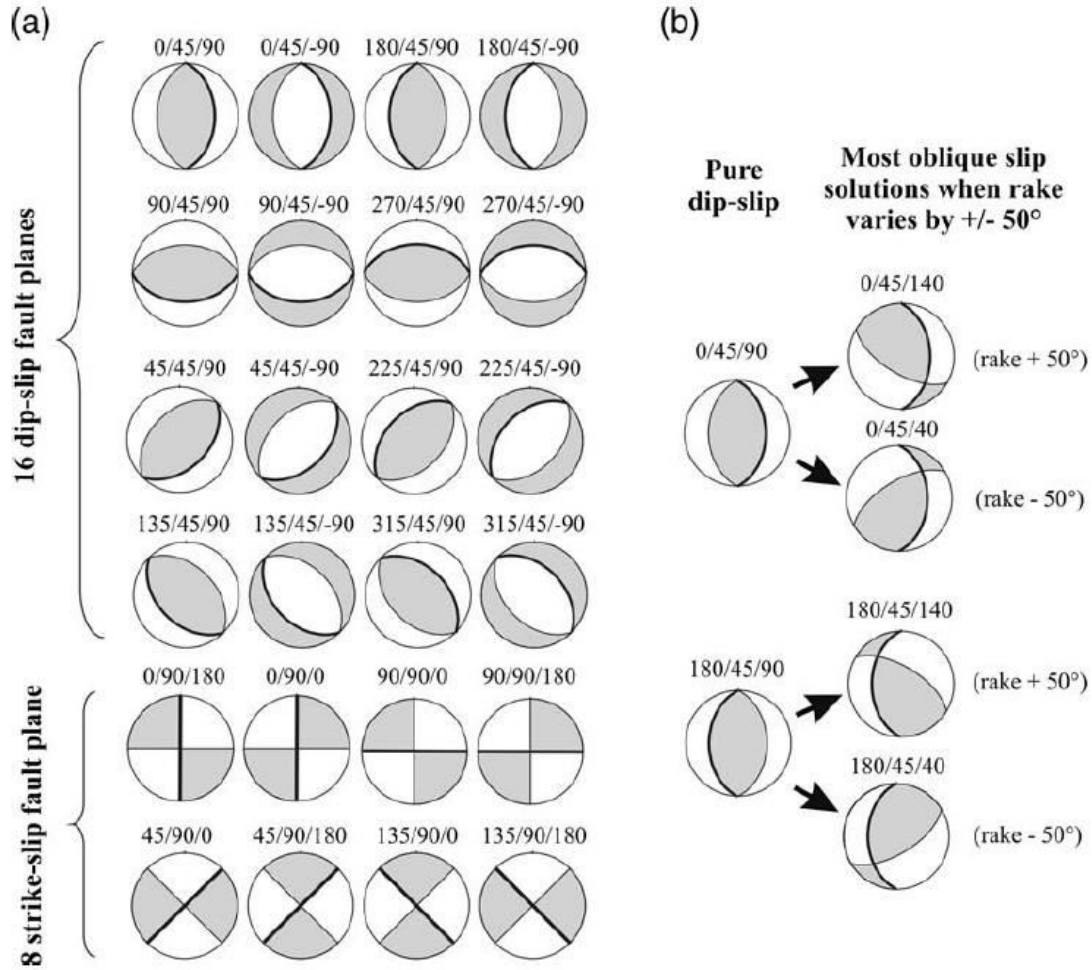 (a)
16 dip-slip fault planes
0/45/90 0/45/-90 180/45/90 180/45/-90
90/45/90 90/45/-90 270/45/90 270/45/-90
45/45/90 45/45/-90 225/45/90 225/45/-90
135/45/90 135/45/-90 315/45/90 315/45/-90
8 strike-slip fault plane
0/90/180 0/90/0 90/90/0 90/90/180
45/90/0 45/90/180 135/90/0 135/90/180
(b)
Pure
dip-slip
Most oblique slip
solutions when rake
varies by +/- 50°
0/45/90
0/45/140
(rake + 50°)
0/45/40
(rake - 50°)
180/45/90
180/45/140
(rake + 50°)
180/45/40
(rake - 50°)